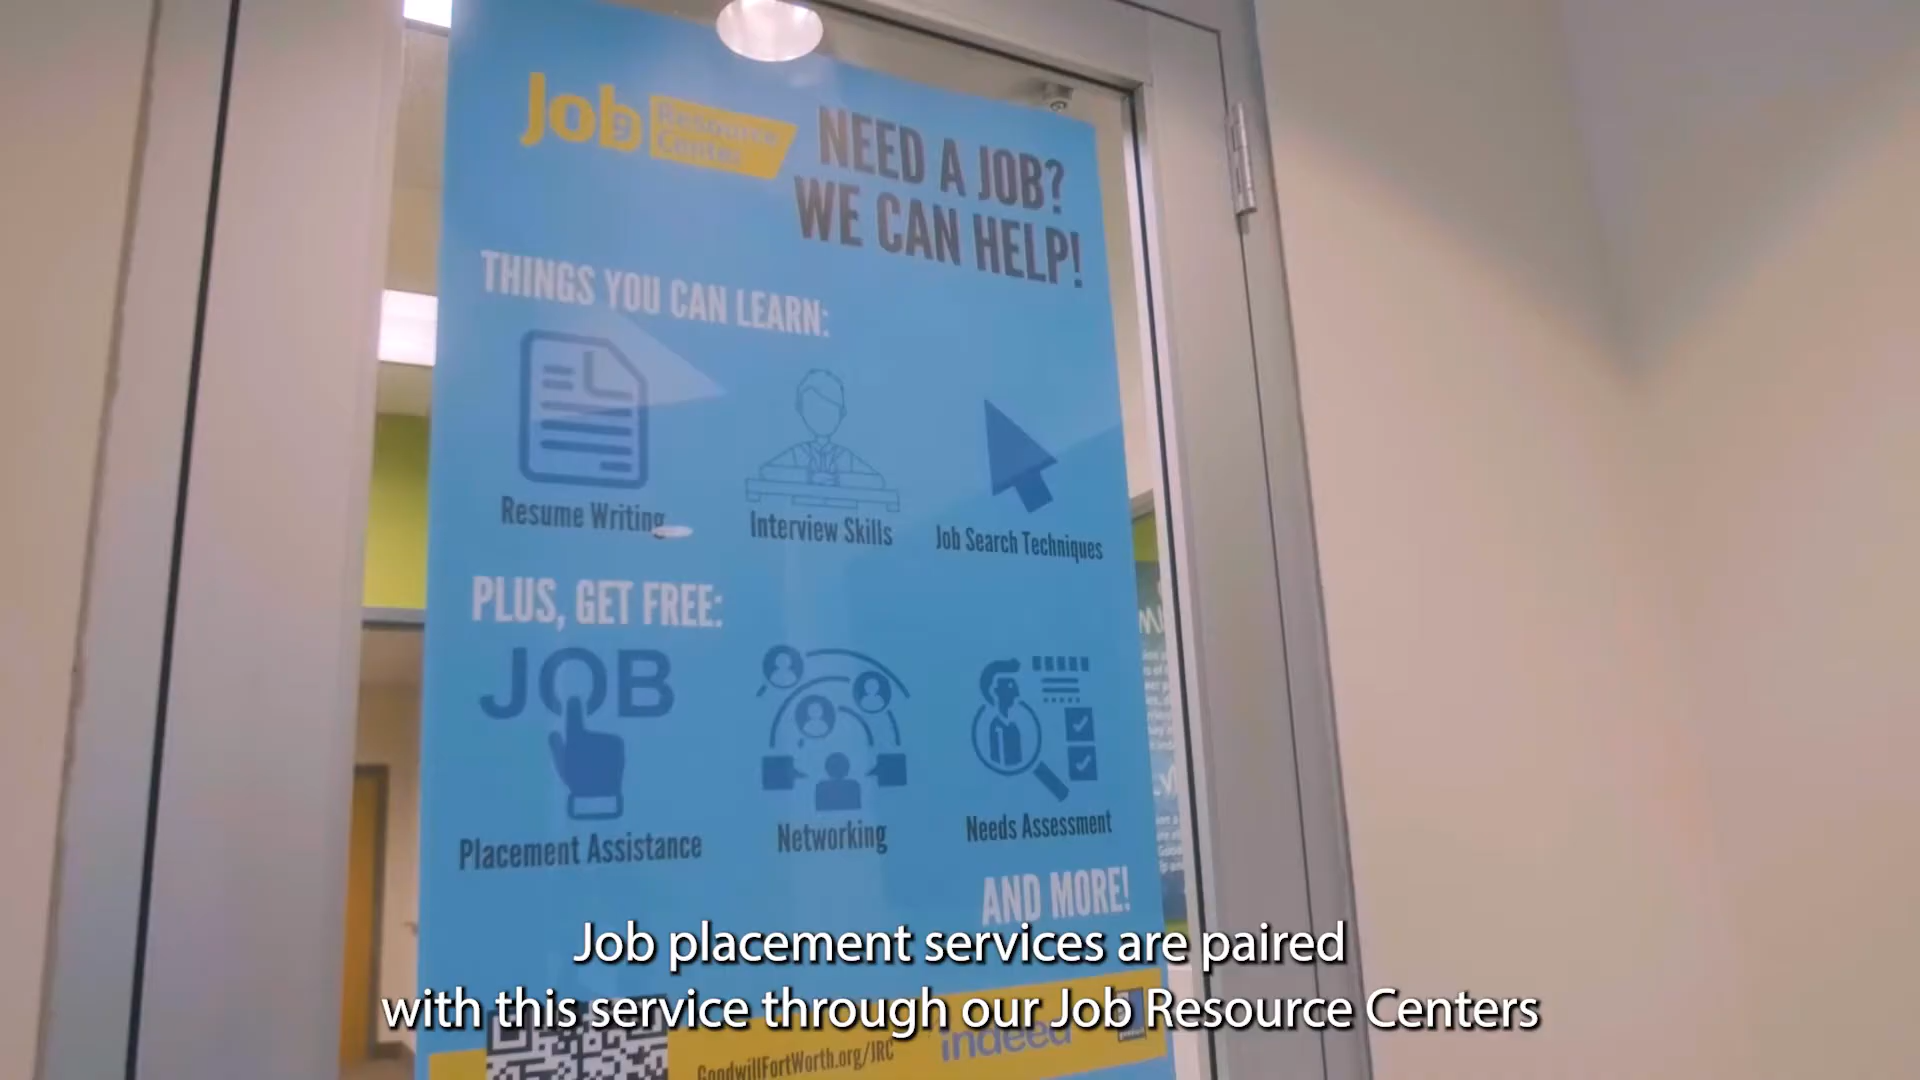 Job Resource
Center
NEED A JOB?
WE CAN HELP!
THINGS YOU CAN LEARN:
Resume Writing
Interview Skills
Job Search Techniques
PLUS, GET FREE:
JOB
Placement Assistance
Networking
Needs Assessment
AND MORE!
Job placement services are paired
with this service through our Job Resource Centers
GoodwillFortWorth.org/JRC
indeed